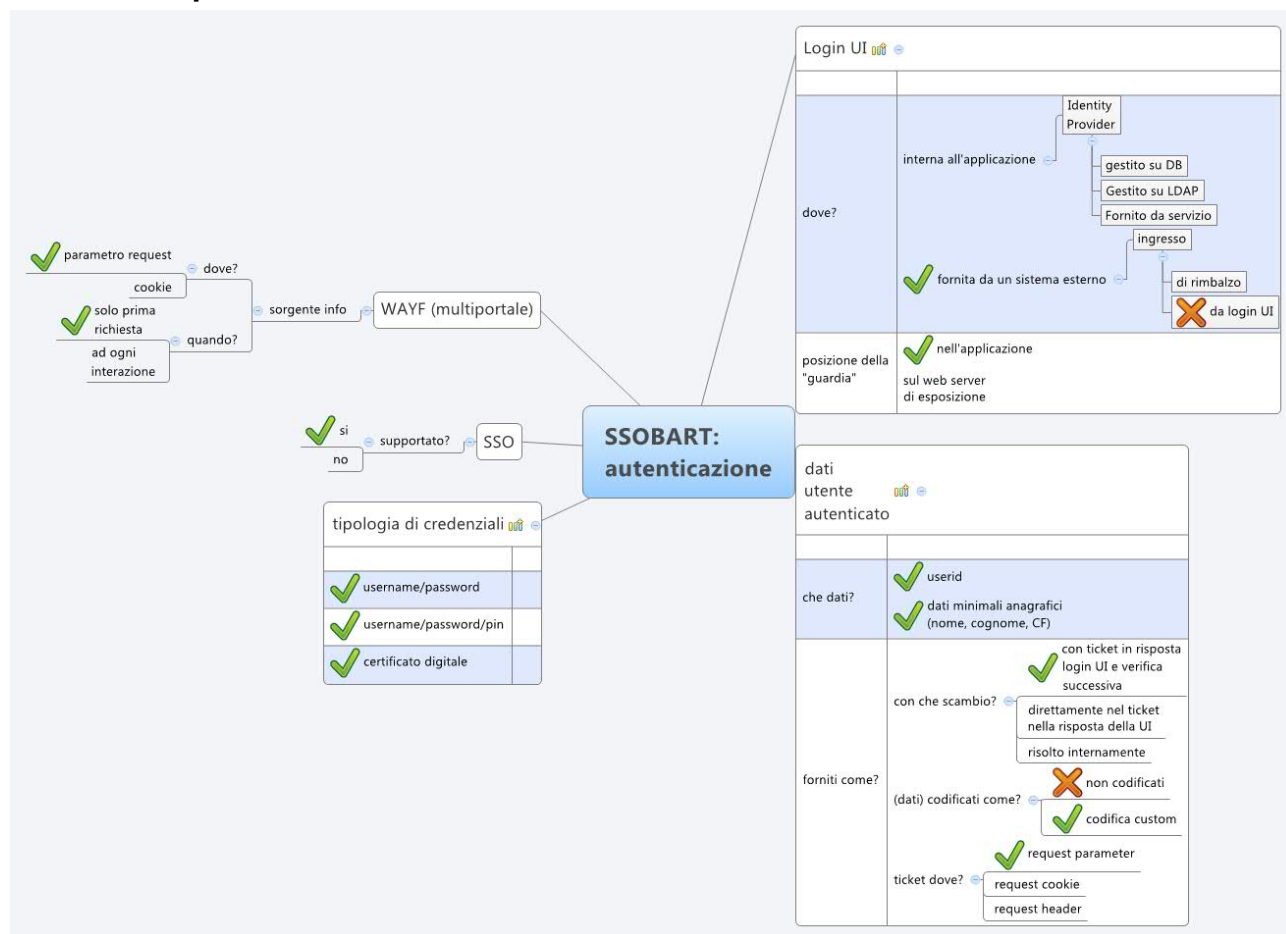 Login UI
dove?
interna all'applicazione
Identity
Provider
gestito su DB
Gestito su LDAP
Fornito da servizio
fornita da un sistema esterno
ingresso
di rimbalzo
da login UI
posizione della
"guardia"
nell'applicazione
sul web server
di esposizione
parametro request
dove?
cookie
solo prima
richiesta
quando?
ad ogni
interazione
sorgente info
WAYF (multiportale)
si
supportato?
no
SSO
SSOBART:
autenticazione
tipologia di credenziali
username/password
username/password/pin
certificato digitale
dati
utente
autenticato
che dati?
userid
dati minimali anagrafici
(nome, cognome, CF)
forniti come?
con che scambio?
con ticket in risposta
login UI e verifica
successiva
direttamente nel ticket
nella risposta della UI
risolto internamente
(dati) codificati come?
non codificati
codifica custom
ticket dove?
request parameter
request cookie
request header